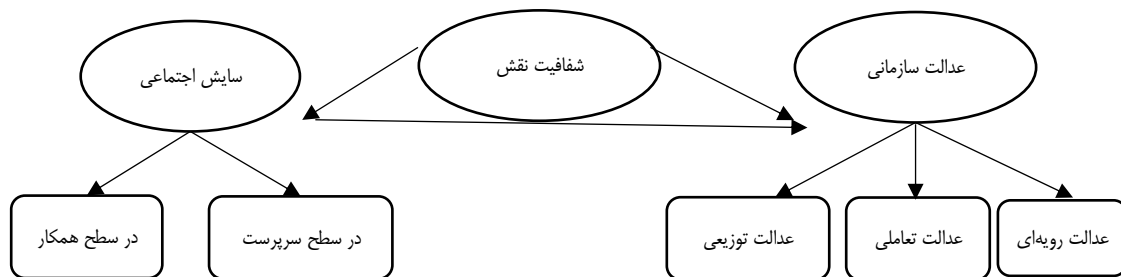 عدالت سازمانی
شفافیت نقش
سایش اجتماعی
عدالت رویه‌ای
عدالت تعاملی
عدالت توزیعی
در سطح سرپرست
در سطح همکار